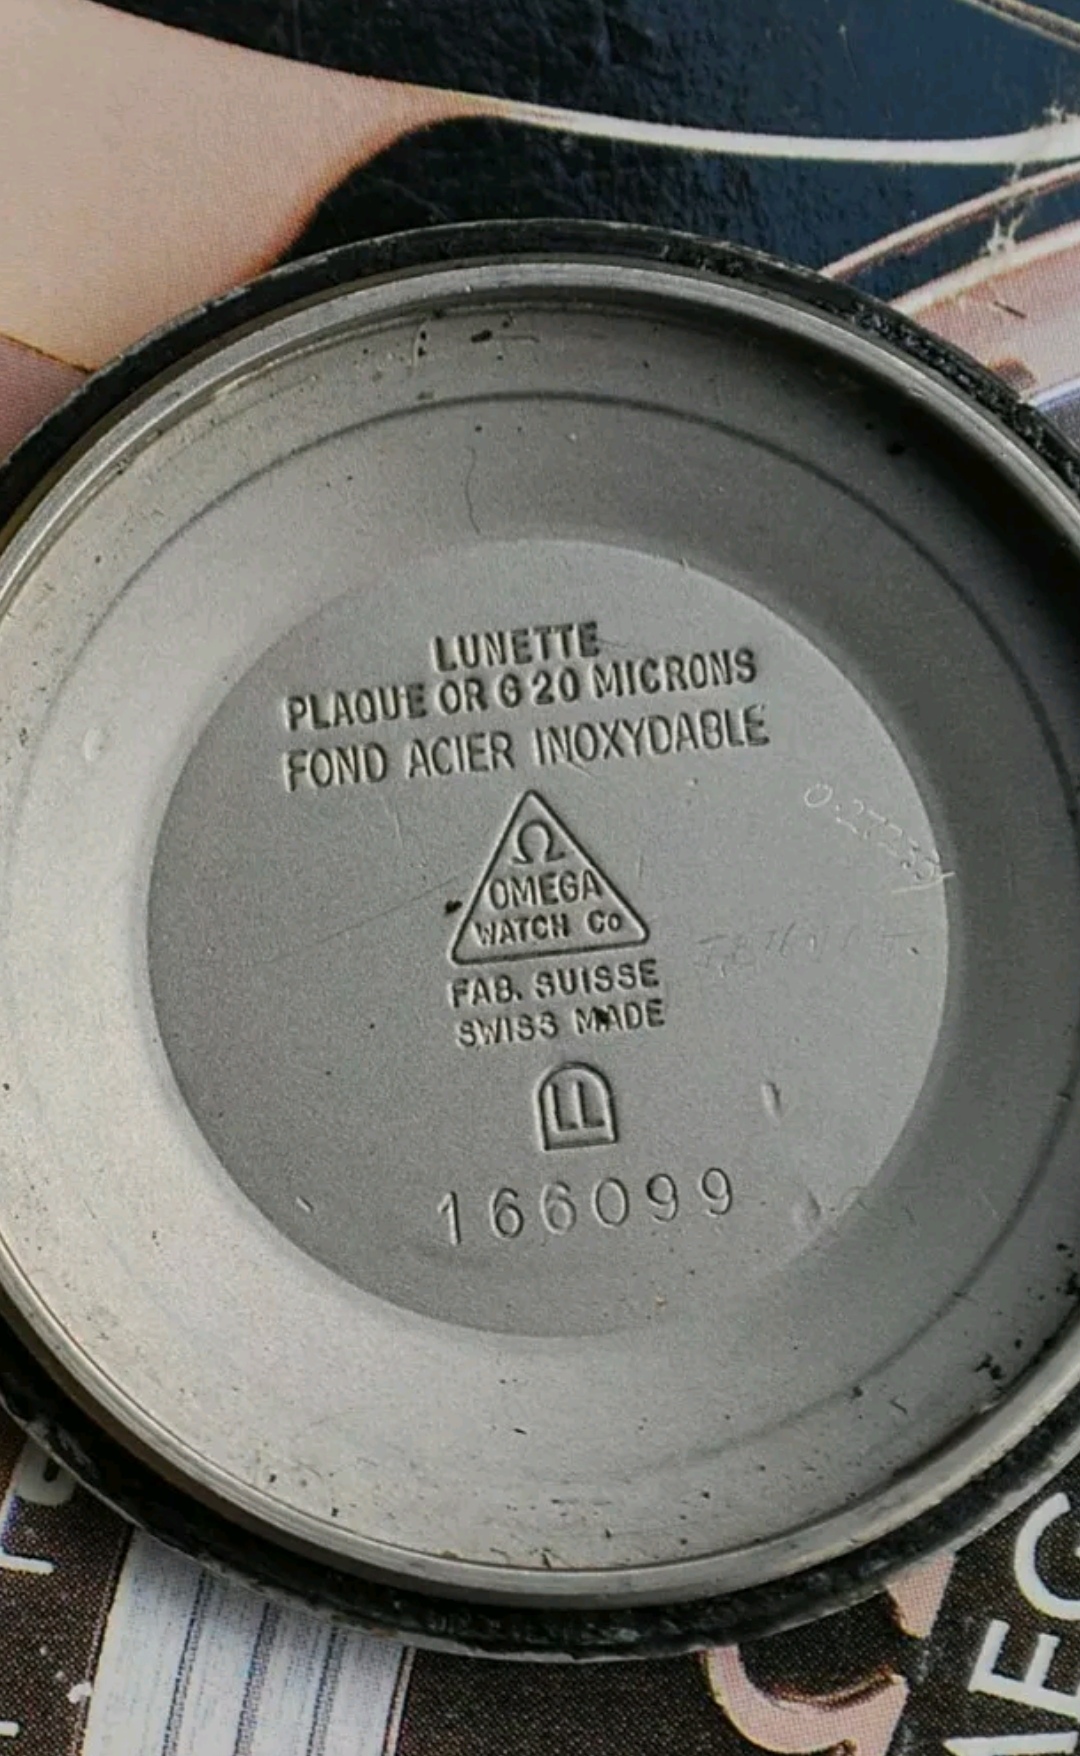 LUNETTE
PLAQUE OR G 20 MICRONS
FOND ACIER INOXYDABLE
Ω
OMEGA
WATCH Co
FAB. SUISSE
SWISS MADE
LL
166099